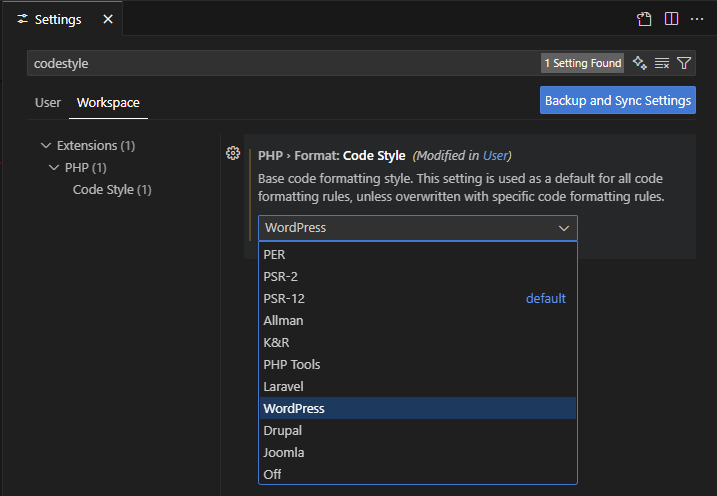 Settings
codestyle
1 Setting Found
User Workspace
Backup and Sync Settings
Extensions (1)
PHP (1)
Code Style (1)
PHP › Format: Code Style (Modified in User)
Base code formatting style. This setting is used as a default for all code
formatting rules, unless overwritten with specific code formatting rules.
WordPress
PER
PSR-2
PSR-12 default
Allman
K&R
PHP Tools
Laravel
WordPress
Drupal
Joomla
Off